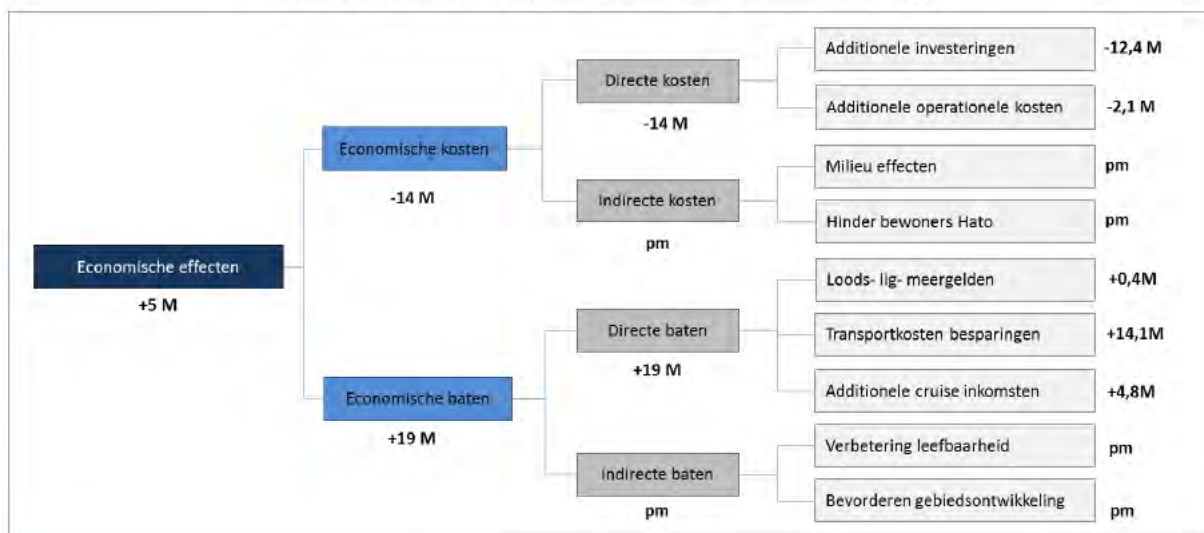 Additionele investeringen
-12,4 M
Directe kosten
-14 M
Additionele operationele kosten
-2,1 M
Economische kosten
-14 M
Milieu effecten
pm
Indirecte kosten
pm
Hinder bewoners Hato
pm
Economische effecten
+5 M
Loods- lig- meergelden
+0,4M
Directe baten
+19 M
Transportkosten besparingen
+14,1M
Economische baten
+19 M
Additionele cruise inkomsten
+4,8M
Verbetering leefbaarheid
pm
Indirecte baten
pm
Bevorderen gebiedsontwikkeling
pm